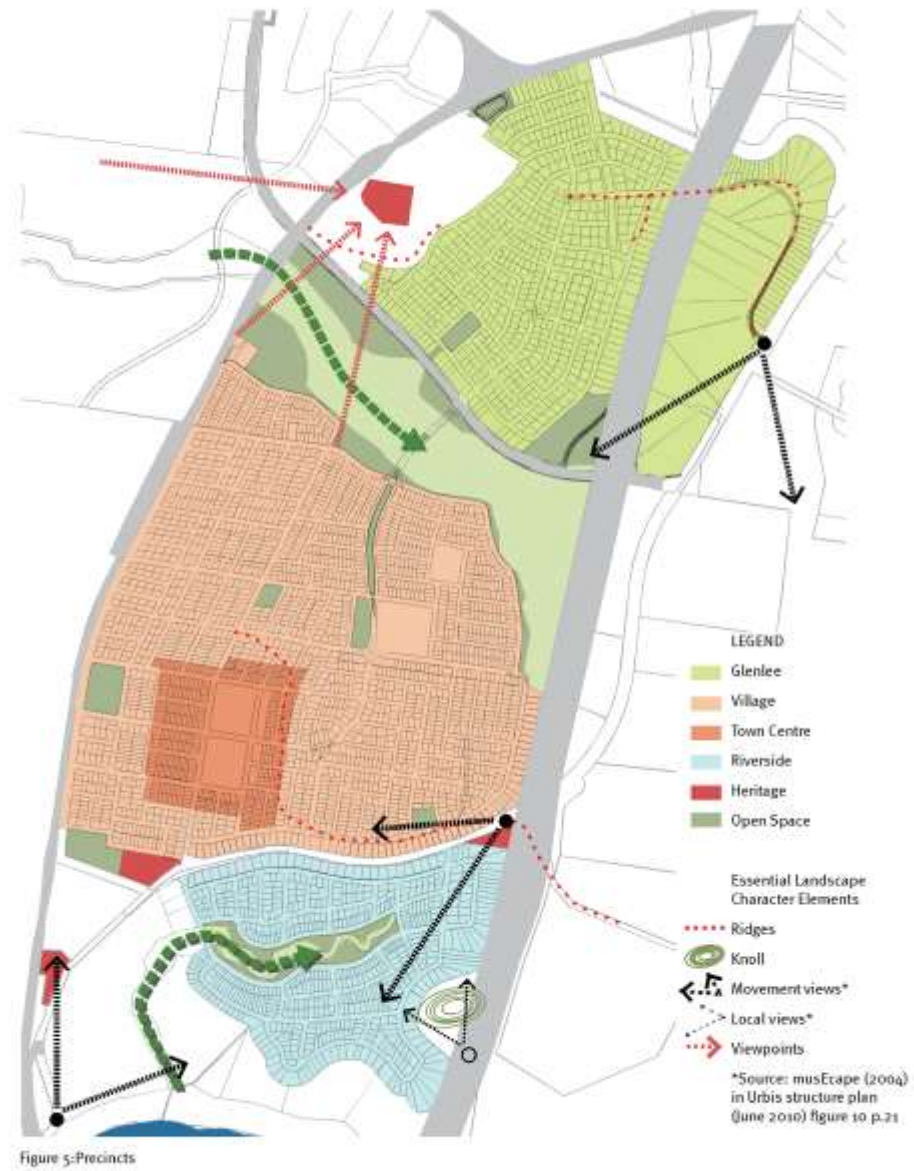 LEGEND
Glenlee
Village
Town Centre
Riverside
Heritage
Open Space
Essential Landscape
Character Elements
Ridges
Knoll
Movement views*
Local views*
Viewpoints
*Source: musEcape (2004)
in Urbis structure plan
(June 2010) figure 10 p.21
Figure 5:Precincts